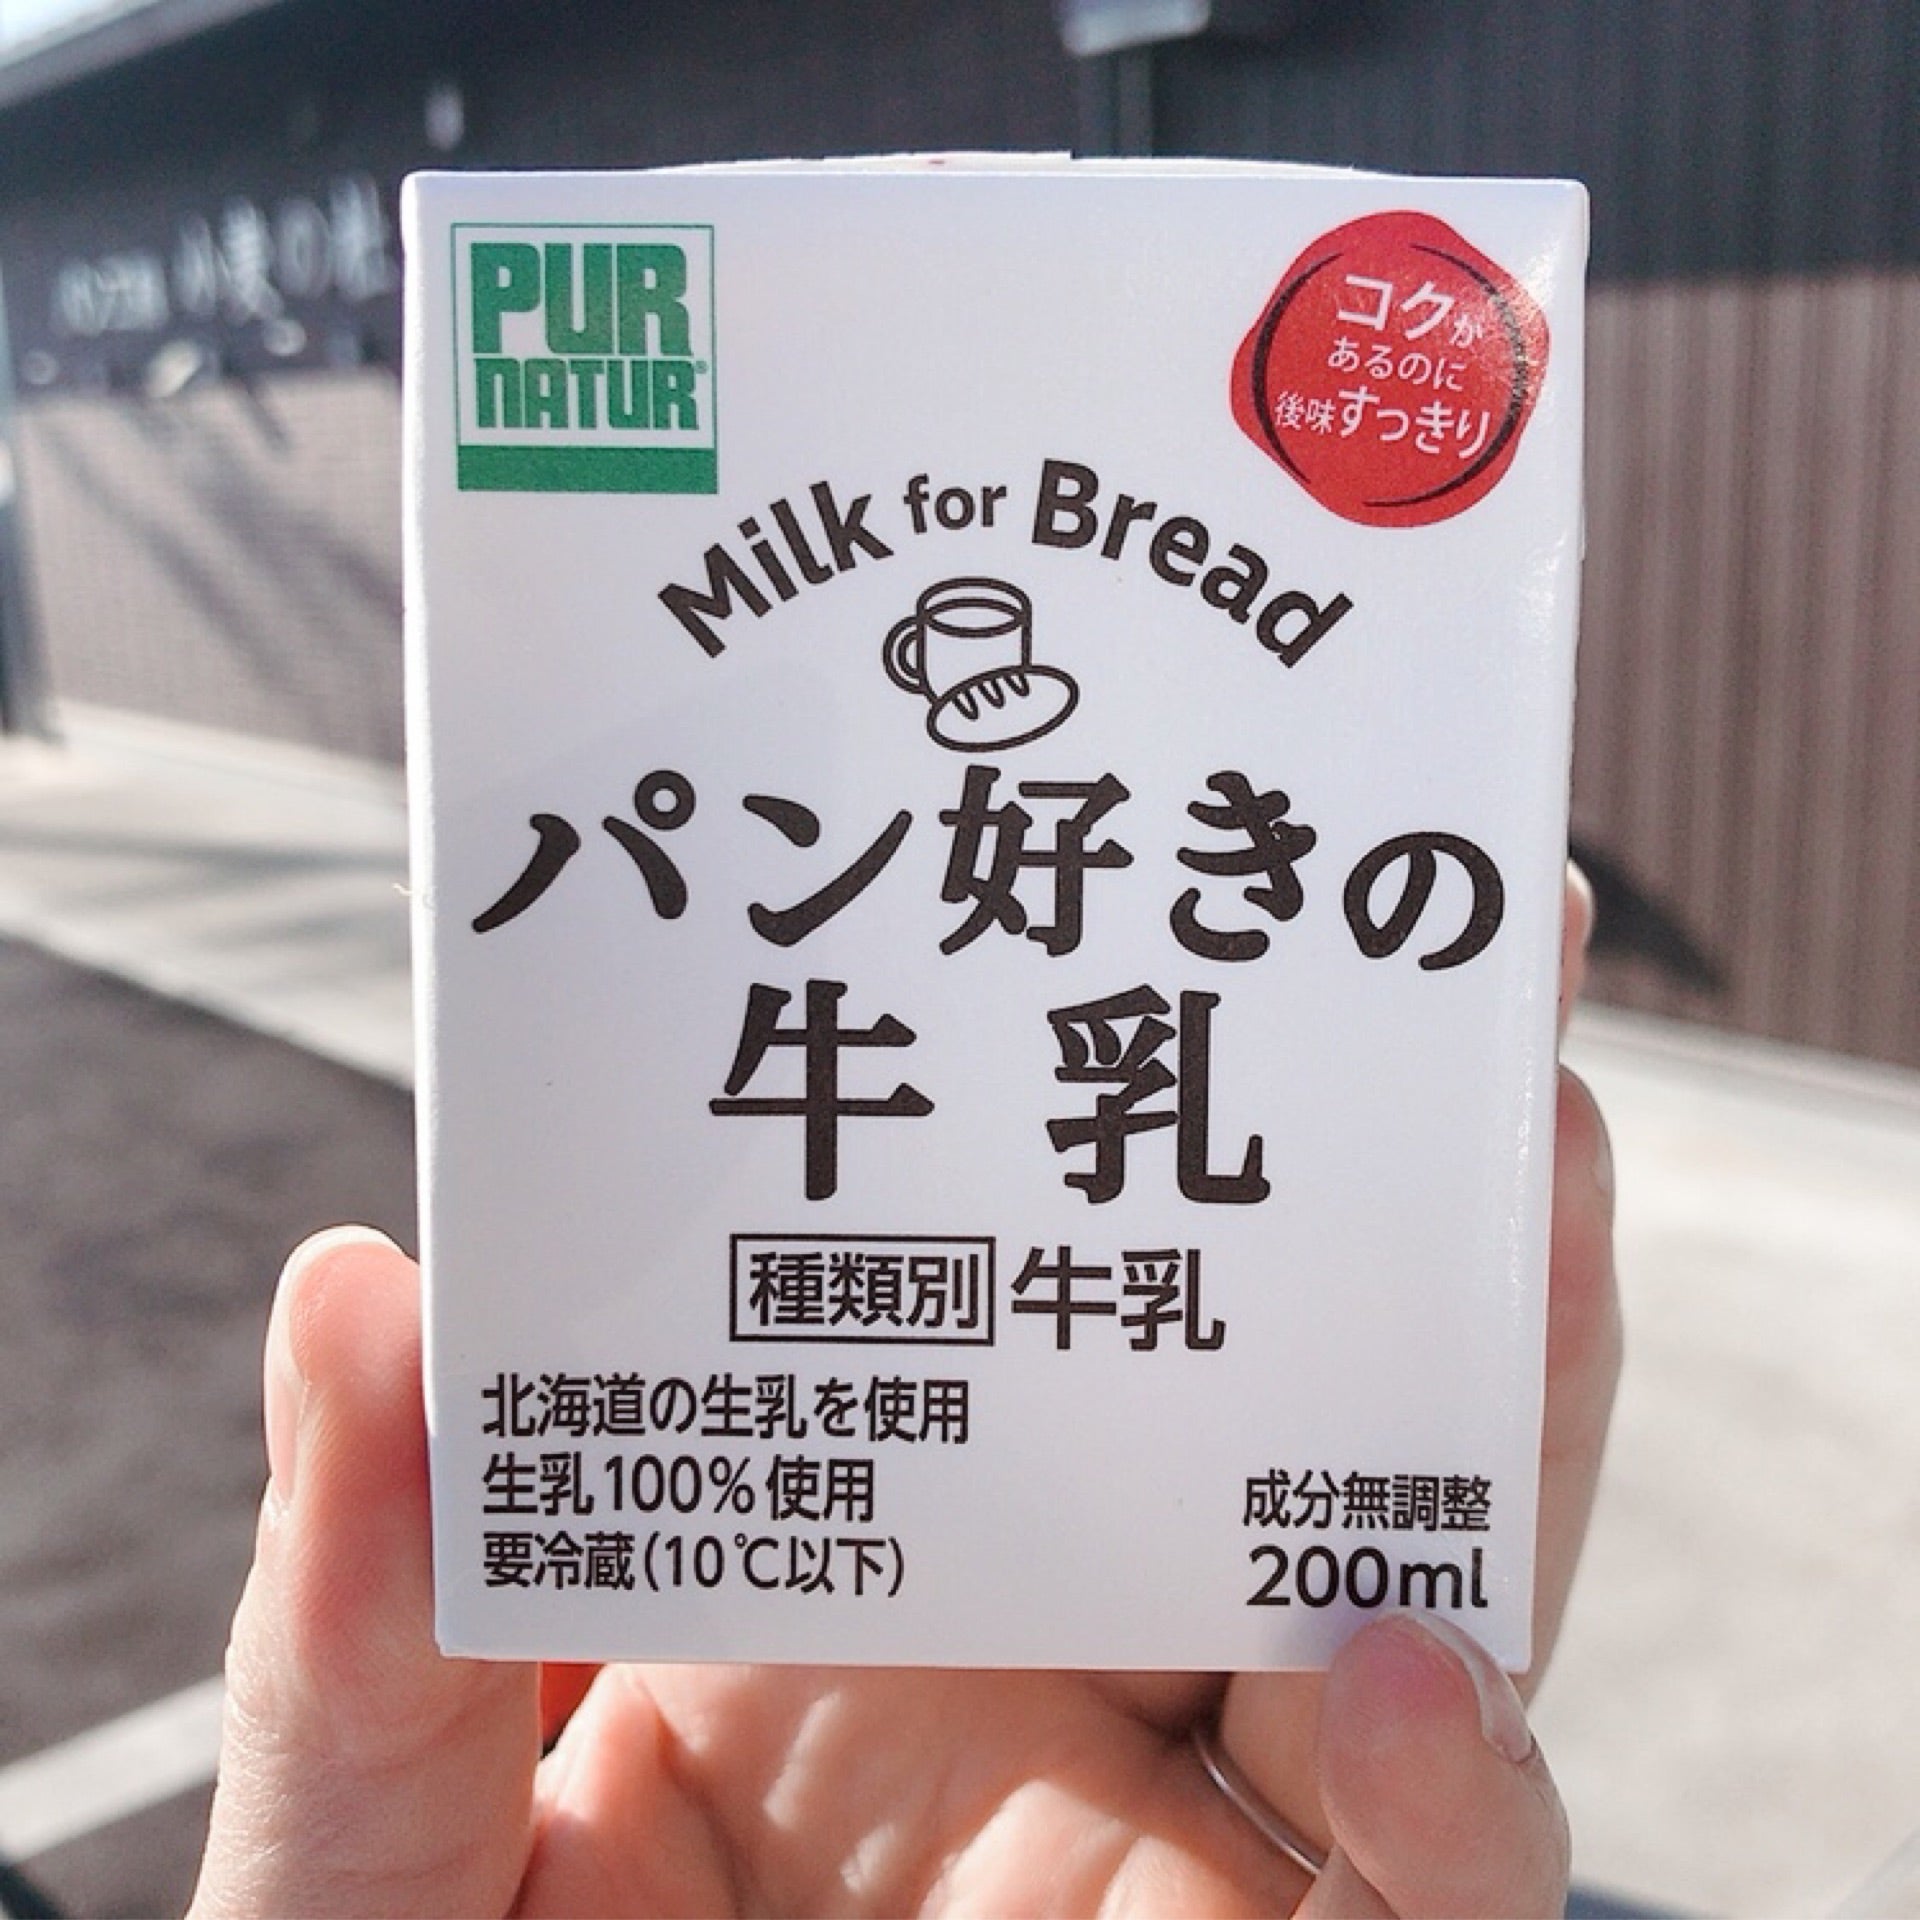 PUR
NATUR®
コクが
あるのに
後味すっきり
Milk for Bread
パン好きの
牛乳
種類別 牛乳
北海道の生乳を使用
生乳100%使用
要冷蔵(10℃以下)
成分無調整
200ml